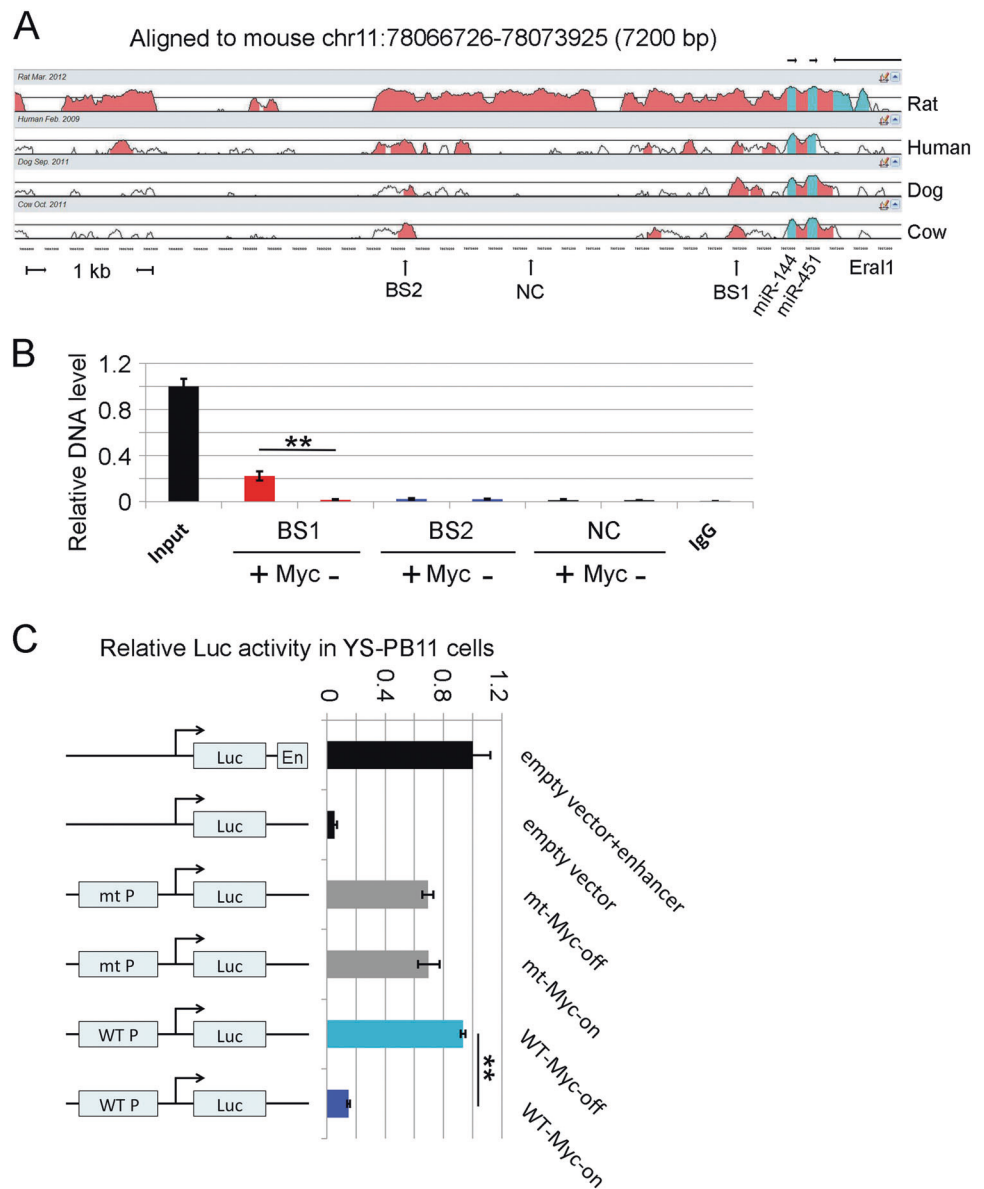 A
Aligned to mouse chr11:78066726-78073925 (7200 bp)
Rat Mar. 2012
Rat
Human Feb. 2009
Human
Dog Sep. 2011
Dog
Cow Oct. 2011
Cow
1 kb
BS2
NC
BS1
miR-144
miR-451
Eral1
B
Relative DNA level
1.2
0.8
0.4
0
**
Input
BS1
BS2
NC
IgG
+ Myc -
+ Myc -
+ Myc -
C
Relative Luc activity in YS-PB11 cells
0
0.4
0.8
1.2
Luc
En
empty vector+enhancer
Luc
empty vector
mt P
Luc
mt-Myc-off
mt P
Luc
mt-Myc-on
WT P
Luc
WT-Myc-off
**
WT P
Luc
WT-Myc-on